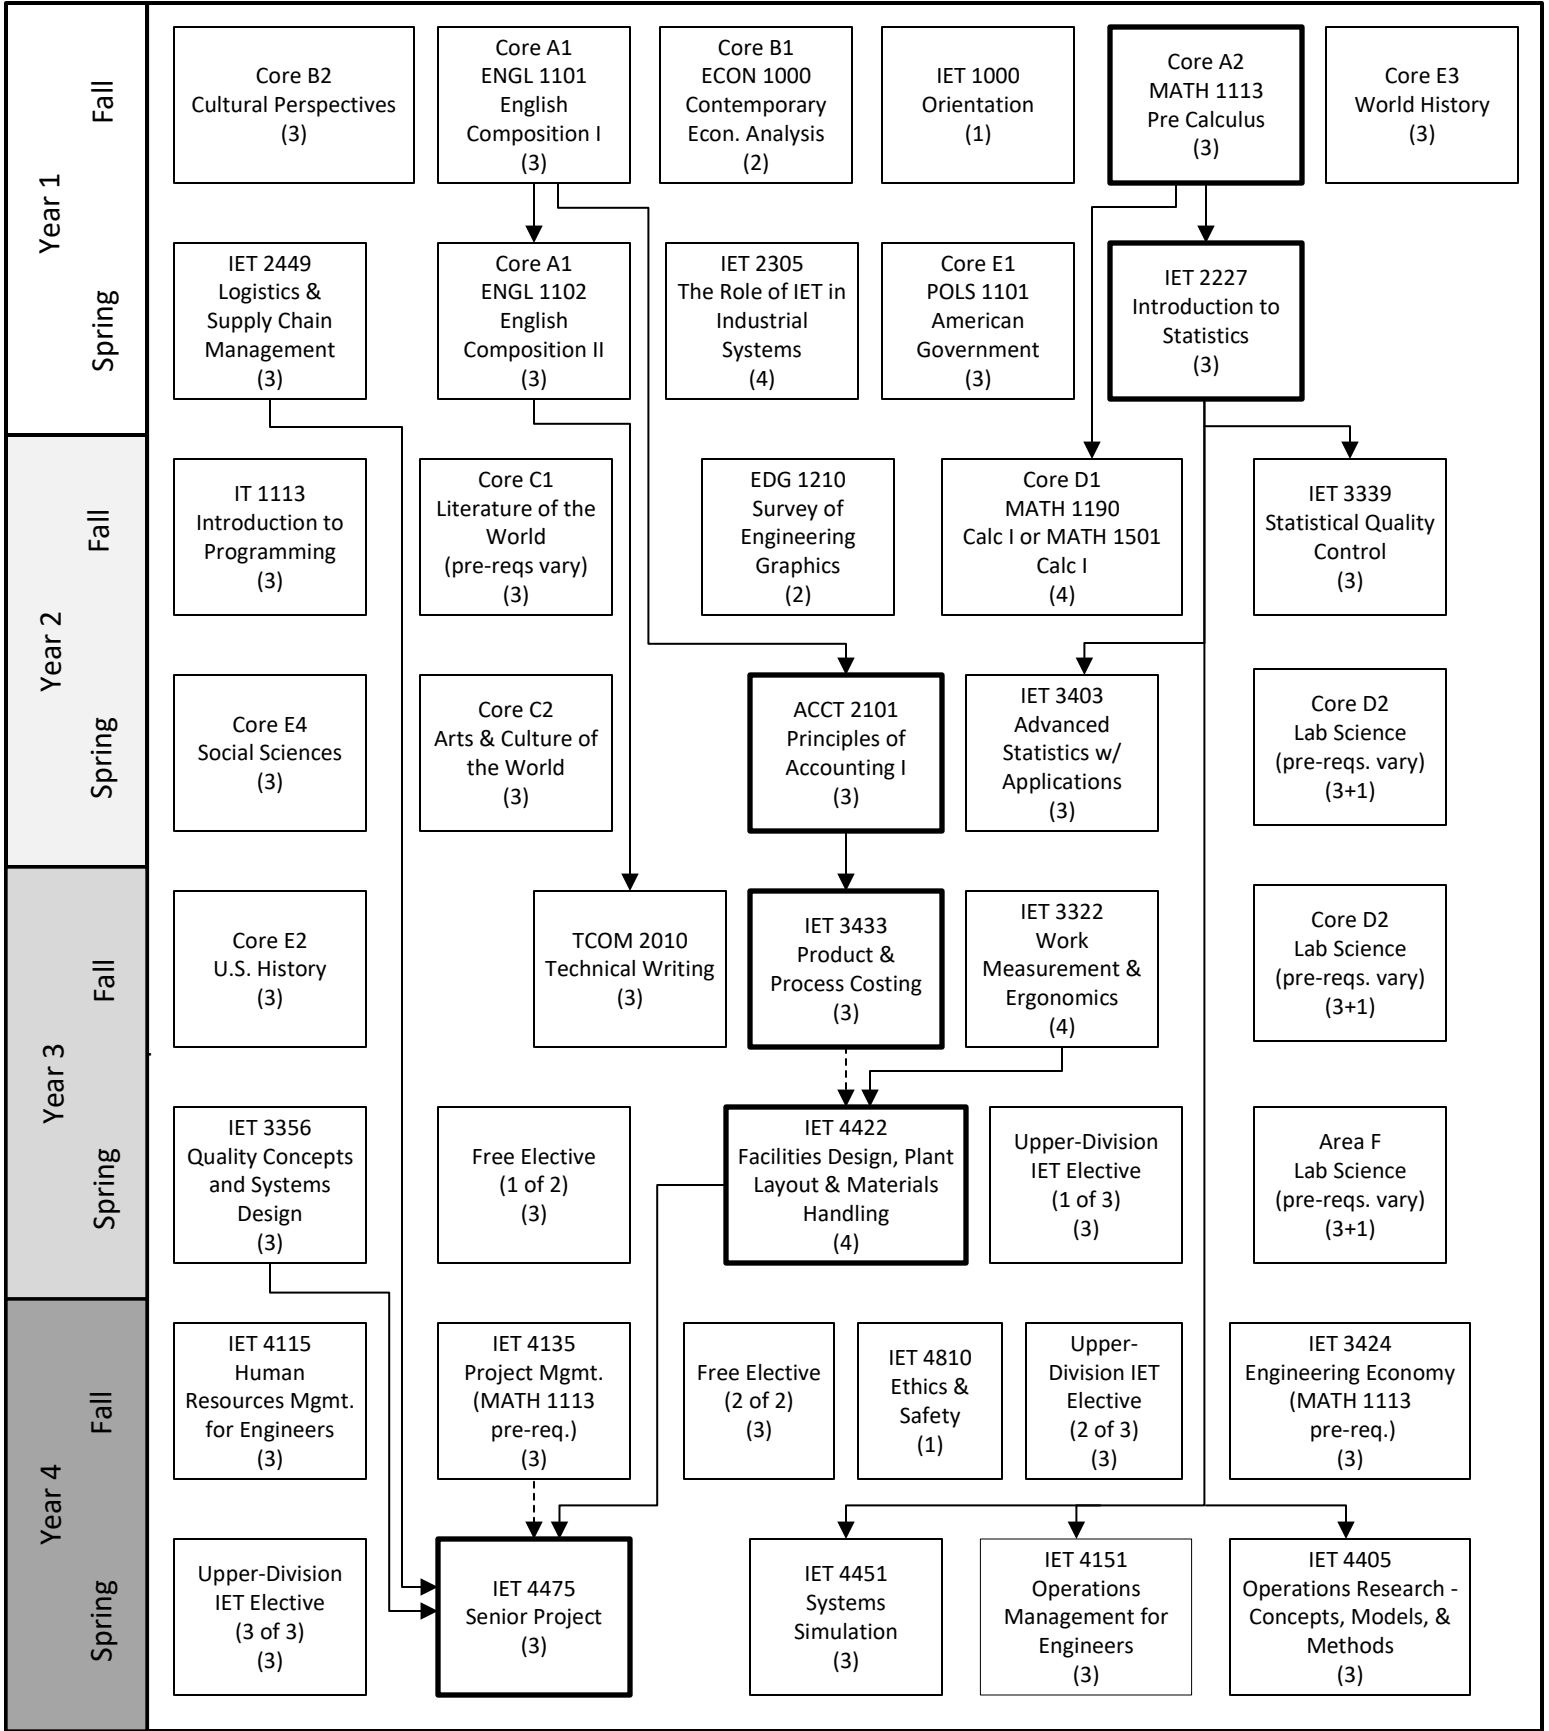 Year 1
Fall
Core B2
Cultural Perspectives
(3)
Core A1
ENGL 1101
English
Composition I
(3)
Core B1
ECON 1000
Contemporary
Econ. Analysis
(2)
IET 1000
Orientation
(1)
Core A2
MATH 1113
Pre Calculus
(3)
Core E3
World History
(3)
Spring
IET 2449
Logistics &
Supply Chain
Management
(3)
Core A1
ENGL 1102
English
Composition II
(3)
IET 2305
The Role of IET in
Industrial
Systems
(4)
Core E1
POLS 1101
American
Government
(3)
IET 2227
Introduction to
Statistics
(3)
Year 2
Fall
IT 1113
Introduction to
Programming
(3)
Core C1
Literature of the
World
(pre-reqs vary)
(3)
EDG 1210
Survey of
Engineering
Graphics
(2)
Core D1
MATH 1190
Calc I or MATH 1501
Calc I
(4)
IET 3339
Statistical Quality
Control
(3)
Spring
Core E4
Social Sciences
(3)
Core C2
Arts & Culture of
the World
(3)
ACCT 2101
Principles of
Accounting I
(3)
IET 3403
Advanced
Statistics w/
Applications
(3)
Core D2
Lab Science
(pre-reqs. vary)
(3+1)
Year 3
Fall
Core E2
U.S. History
(3)
TCOM 2010
Technical Writing
(3)
IET 3433
Product &
Process Costing
(3)
IET 3322
Work
Measurement &
Ergonomics
(4)
Core D2
Lab Science
(pre-reqs. vary)
(3+1)
Spring
IET 3356
Quality Concepts
and Systems
Design
(3)
Free Elective
(1 of 2)
(3)
IET 4422
Facilities Design, Plant
Layout & Materials
Handling
(4)
Upper-Division
IET Elective
(1 of 3)
(3)
Area F
Lab Science
(pre-reqs. vary)
(3+1)
Year 4
Fall
IET 4115
Human
Resources Mgmt.
for Engineers
(3)
IET 4135
Project Mgmt.
(MATH 1113
pre-req.)
(3)
Free Elective
(2 of 2)
(3)
IET 4810
Ethics &
Safety
(1)
Upper-
Division IET
Elective
(2 of 3)
(3)
IET 3424
Engineering Economy
(MATH 1113
pre-req.)
(3)
Spring
Upper-Division
IET Elective
(3 of 3)
(3)
IET 4475
Senior Project
(3)
IET 4451
Systems
Simulation
(3)
IET 4151
Operations
Management for
Engineers
(3)
IET 4405
Operations Research -
Concepts, Models, &
Methods
(3)